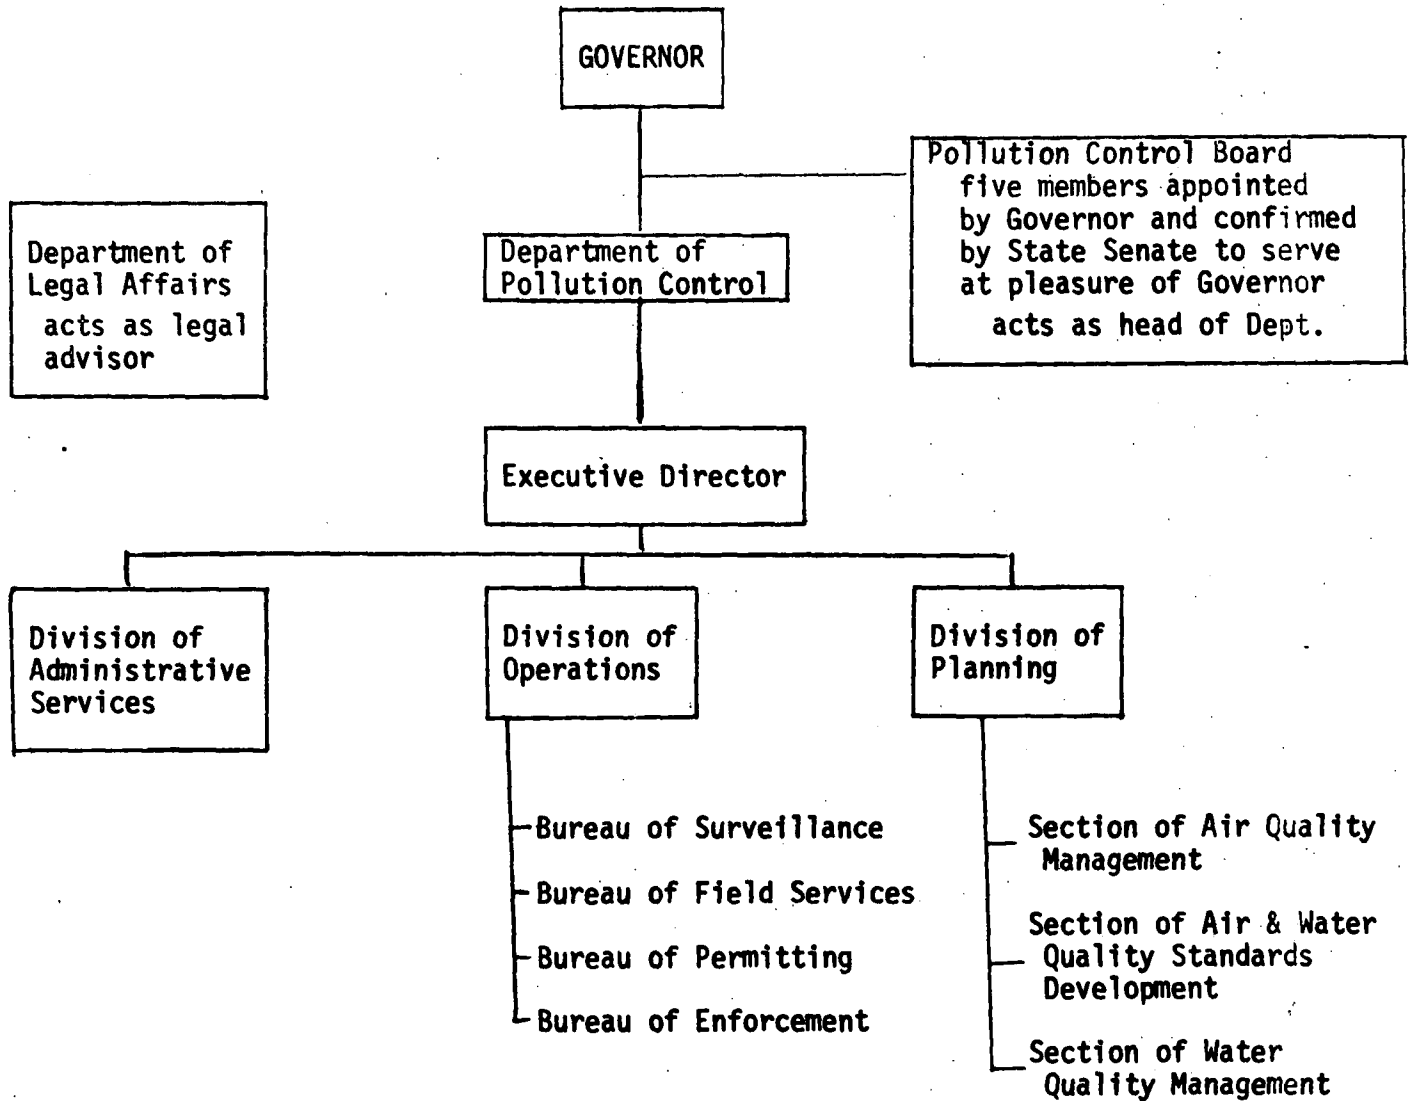 GOVERNOR
Pollution Control Board
five members appointed
by Governor and confirmed
by State Senate to serve
at pleasure of Governor
acts as head of Dept.
Department of
Legal Affairs
acts as legal
advisor
Department of
Pollution Control
Executive Director
Division of
Administrative
Services
Division of
Operations
Division of
Planning
Bureau of Surveillance
Bureau of Field Services
Bureau of Permitting
Bureau of Enforcement
Section of Air Quality
Management
Section of Air & Water
Quality Standards
Development
Section of Water
Quality Management